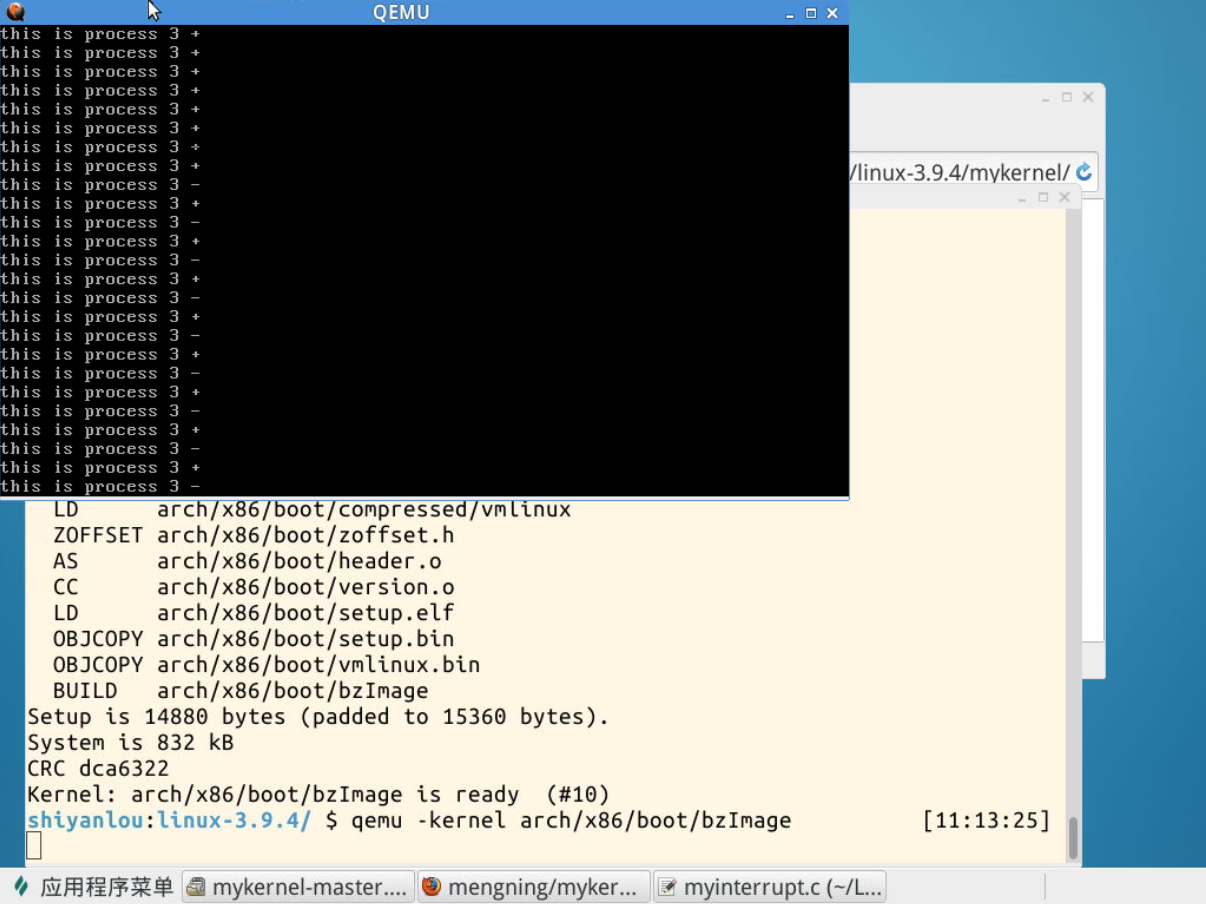 QEMU
this is process 3 +
this is process 3 +
this is process 3 +
this is process 3 +
this is process 3 +
this is process 3 +
this is process 3 +
this is process 3 +
this is process 3 -
this is process 3 +
this is process 3 -
this is process 3 +
this is process 3 -
this is process 3 +
this is process 3 -
this is process 3 +
this is process 3 -
this is process 3 +
this is process 3 -
this is process 3 +
this is process 3 -
this is process 3 +
this is process 3 -
this is process 3 +
this is process 3 -
/linux-3.9.4/mykernel/
LD arch/x86/boot/compressed/vmlinux
ZOFFSET arch/x86/boot/zoffset.h
AS arch/x86/boot/header.o
CC arch/x86/boot/version.o
LD arch/x86/boot/setup.elf
OBJCOPY arch/x86/boot/setup.bin
OBJCOPY arch/x86/boot/vmlinux.bin
BUILD arch/x86/boot/bzImage
Setup is 14880 bytes (padded to 15360 bytes).
System is 832 kB
CRC dca6322
Kernel: arch/x86/boot/bzImage is ready (#10)
shiyanlou:linux-3.9.4/ $ qemu -kernel arch/x86/boot/bzImage [11:13:25]
应用程序菜单 mykernel-master.... mengning/myker... myinterrupt.c (~/L...